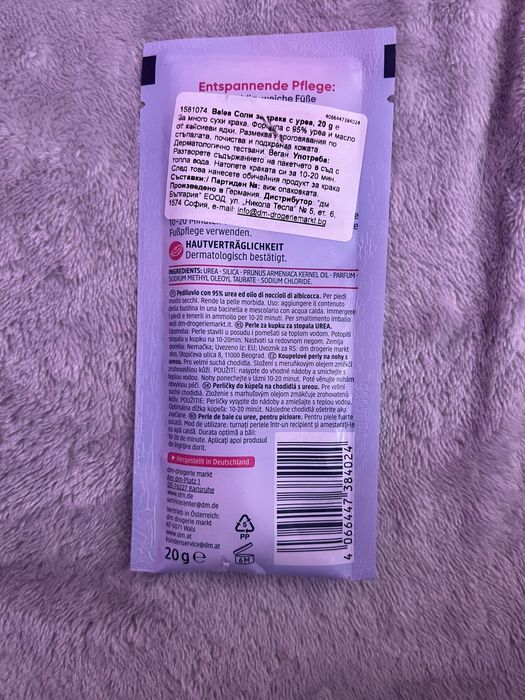 Entspannende Pflege:
weiche Füße
4066447384024
1581074 Balea Соли за крака с уреа, 20 g e
За много сухи крака. Формула с 95% уреа и масло
от кайсиеви ядки. Размеква загрубявания по
стъпалата, почиства и подхранва кожата
Дерматологично тествани. Веган. Употреба:
Разтворете съдържанието на пакетчето в съд с
топла вода. Натопете краката си за 10-20 мин.
След това нанесете обичайния продукт за крака
Съставки:/ Партиден №: виж опаковката.
Произведено в Германия. Дистрибутор: "дм
България" ЕООД, ул. „Никола Тесла" № 5, ет. 6,
1574 София, e-mail: info@dm-drogeriemarkt.bg
10-20 Minuten
Fußpflege verwenden.
HAUTVERTRÄGLICHKEIT
Dermatologisch bestätigt.
INGREDIENTS: UREA · SILICA · PRUNUS ARMENIACA KERNEL OIL · PARFUM ·
SODIUM METHYL OLEOYL TAURATE · SODIUM CHLORIDE.
IT Pediluvio con 95% urea ed olio di noccioli di albicocca. Per piedi
molto secchi. Rende la pelle morbida. Uso: aggiungere il contenuto
della bustina in una bacinella e mescolarlo con acqua calda. Immergere
i piedi e tenerli in ammollo per 10-20 minuti. Per smaltimento imballo
vedi dm-drogeriemarkt.it. Perle za kupku za stopala UREA.
Upotreba: Perle staviti u posudu i pomešati sa toplom vodom. Potopiti
stopala u kupku na 10-20min. Nastvati sa redovnom negom. Zemlja
porekla: Nemačka; Uvezeno iz: EU; Uvoznik za RS: dm drogerie markt
doo, Stopićeva ulica 8, 11000 Beograd. Koupelové perly na nohy s
ureou. Pro velmi suchá chodidla. Složení s meruňkovým olejem změkčí
zrohovatělou kůži. POUŽITÍ: nasypte do vhodné nádoby a smíchejte s
teplou vodou. Nohy ponechejte v lázni 10-20 minut. Poté věnujte nohám
obvyklou péči. SK Perličky do kúpeľa na chodidlá s ureou. Pre
veľmi suché chodidlá. Zloženie s marhuľovým olejom zmäkčuje zrohovatenú
kožu. POUŽITIE: Perličky vysypte do nádoby a zmiešajte s teplou vodou.
Optimálna dĺžka kúpeľa: 10-20 minút. Následne chodidlá ošetrite ako
zvyčajne. Perle de baie cu uree, pentru picioare. Pentru piele foarte
uscată. Mod de utilizare: turnați perlele într-un recipient și amestecați-le
cu apă caldă. Durata optimă a băii:
10-20 de minute. Aplicați apoi produsul
de îngrijire dorit.
Hergestellt in Deutschland
dm-drogerie markt
Am dm-Platz 1
DE-76227 Karlsruhe
www.dm.de
servicecenter@dm.de
Vertrieb in Österreich:
dm drogerie markt
AT-5071 Wals
www.dm.at
kundenservice@dm.at
20 g e
5
PP
6M
4 066447 384024